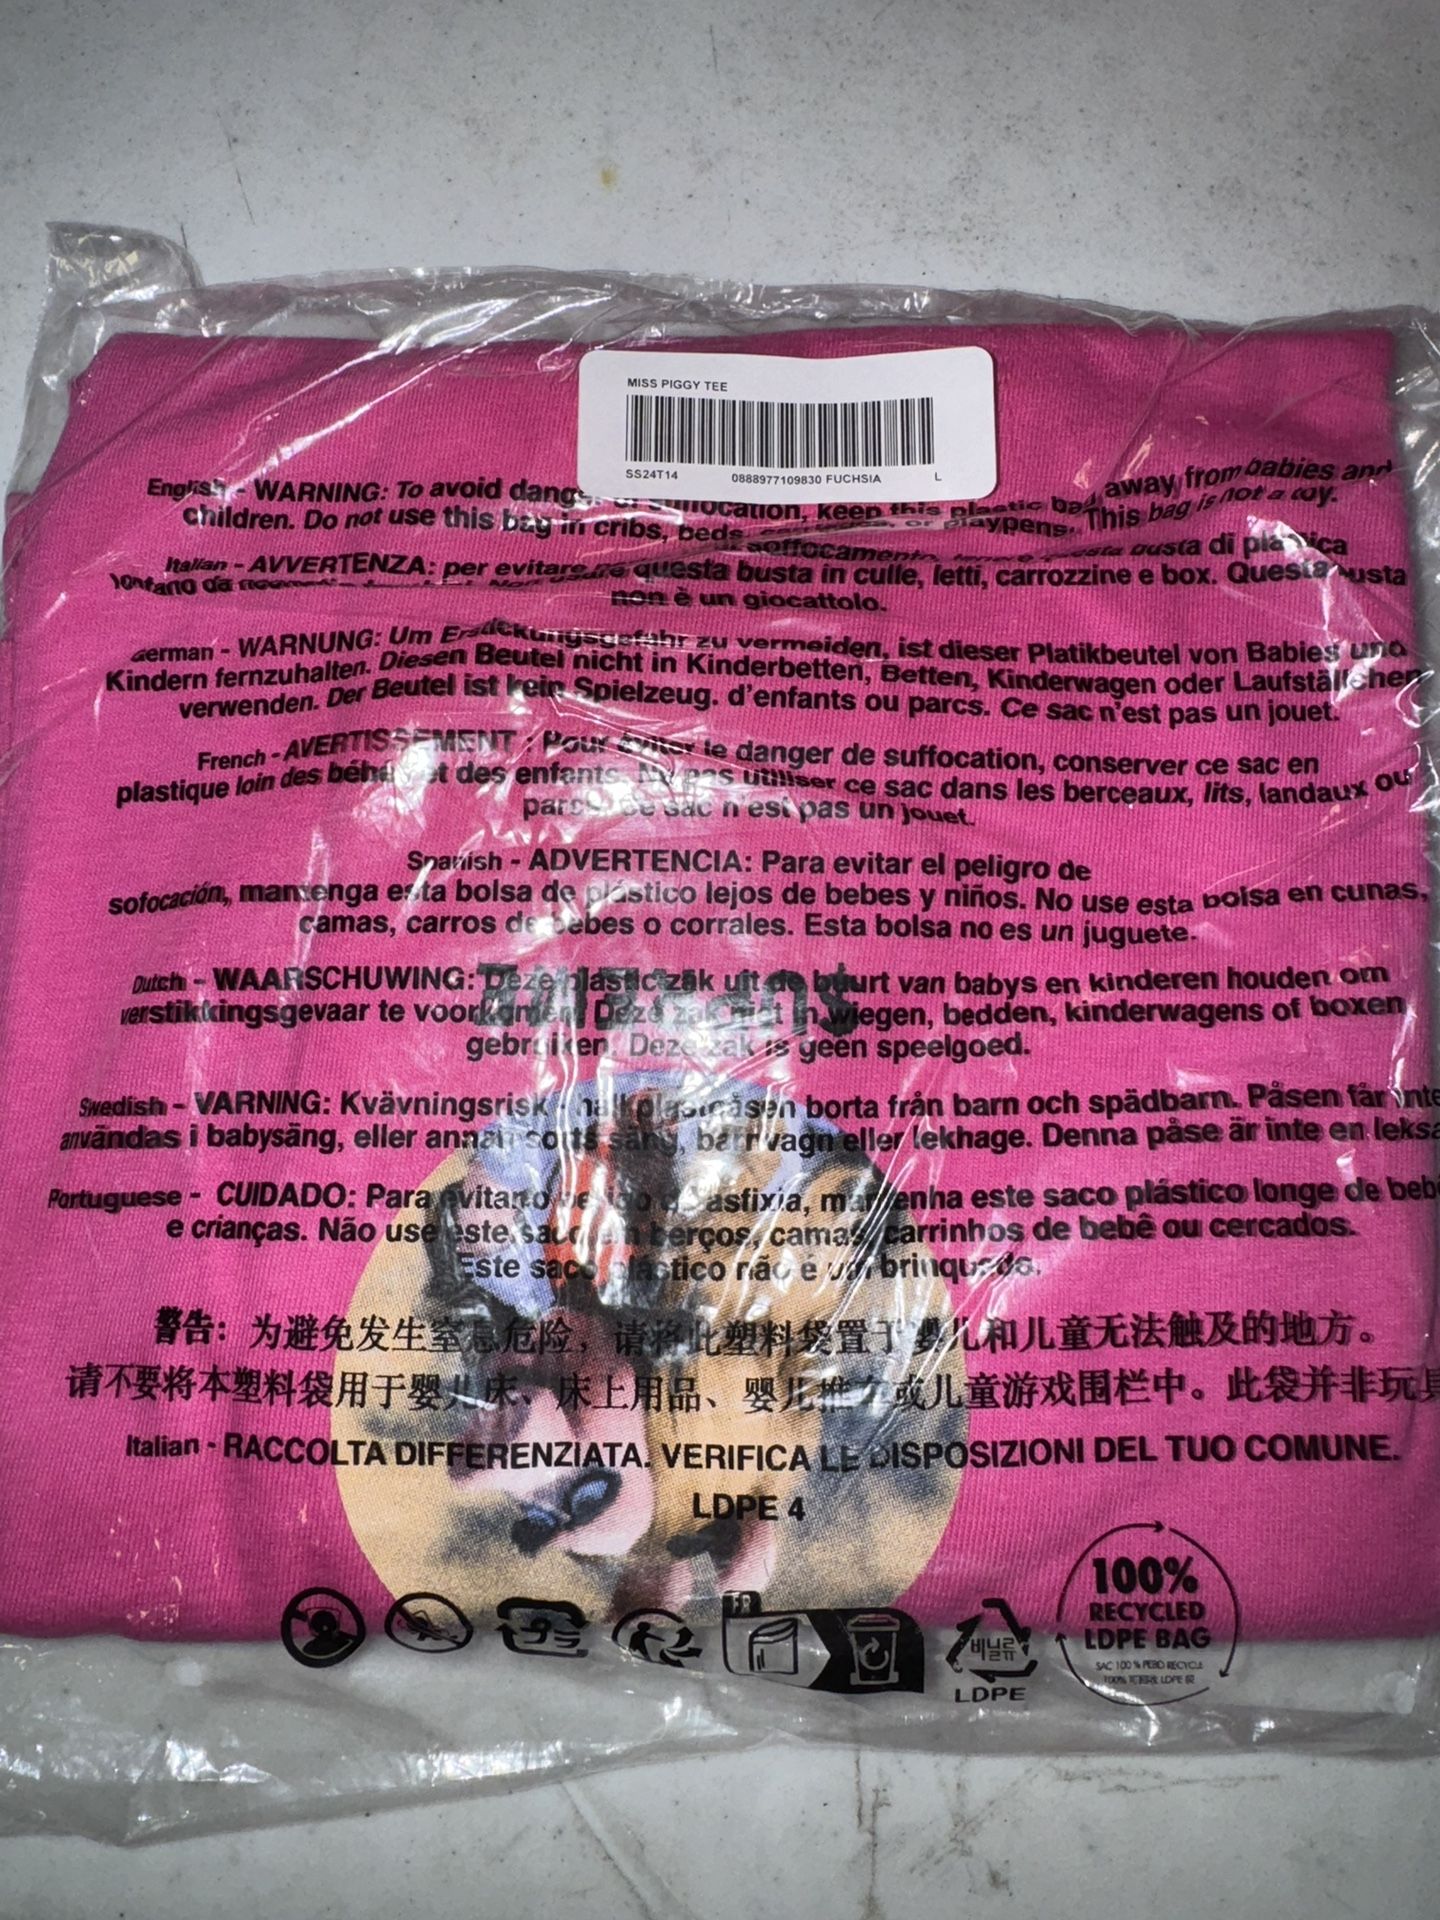 MISS PIGGY TEE
SS24T14 0888977109830 FUCHSIA L
English - WARNING: To avoid keep this plastic bag away from babies and
children. Do not use this bag in cribs, beds, or playpens. This bag is not a toy.
Italian - AVVERTENZA: per evitare soffocamento, questa busta di plastica
lontano da questa busta in culle, letti, carrozzine e box. Questa busta
non è un giocattolo.
German - WARNUNG: Um Erstickungsgefahr zu vermeiden, ist dieser Platikbeutel von Babies und
Kindern fernzuhalten. Diesen Beutel nicht in Kinderbetten, Betten, Kinderwagen oder Laufställchen
verwenden. Der Beutel ist kein Spielzeug. d'enfants ou parcs. Ce sac n'est pas un jouet.
French - AVERTISSEMENT : Pour éviter le danger de suffocation, conserver ce sac en
plastique loin des bébés et des enfants. Ne pas utiliser ce sac dans les berceaux, lits, landaux ou
parcs. Ce sac n'est pas un jouet.
Spanish - ADVERTENCIA: Para evitar el peligro de
sofocación, mantenga esta bolsa de plástico lejos de bebes y niños. No use esta bolsa en cunas,
camas, carros de bebes o corrales. Esta bolsa no es un juguete.
Dutch - WAARSCHUWING: Deze plastic zak uit de buurt van babys en kinderen houden om
verstikkingsgevaar te voorkomen. Deze zak niet in wiegen, bedden, kinderwagens of boxen
gebruiken. Deze zak is geen speelgoed.
Swedish - VARNING: Kvävningsrisk - håll plastpåsen borta från barn och spädbarn. Påsen får inte
användas i babysäng, eller annan sorts säng, barnvagn eller lekhage. Denna påse är inte en leksa
Portuguese - CUIDADO: Para evitar o perigo de asfixia, mantenha este saco plástico longe de beb
e crianças. Não use este saco em berços, camas, carrinhos de bebê ou cercados.
Este saco plástico não é um brinquedo.
警告：为避免发生窒息危险，请将此塑料袋置于婴儿和儿童无法触及的地方。
请不要将本塑料袋用于婴儿床、床上用品、婴儿推车或儿童游戏围栏中。此袋并非玩具
Italian - RACCOLTA DIFFERENZIATA. VERIFICA LE DISPOSIZIONI DEL TUO COMUNE.
LDPE 4
FR
비닐류
LDPE
100%
RECYCLED
LDPE BAG